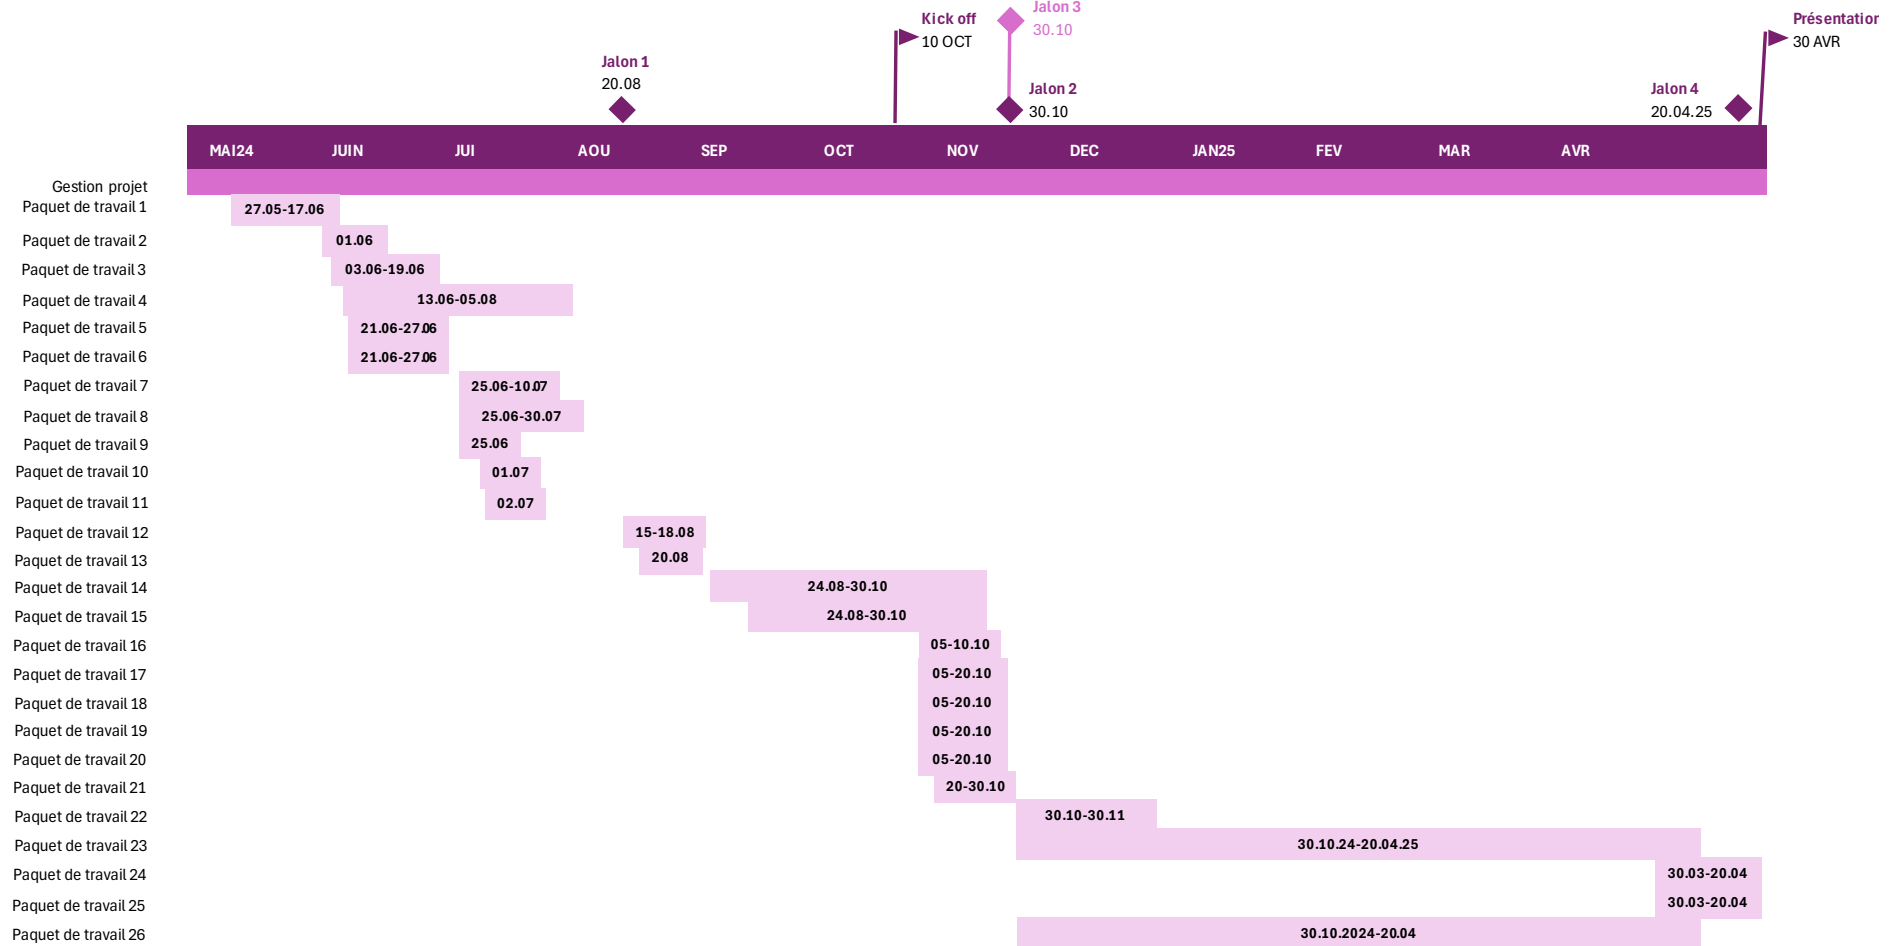 Jalon 3
30.10
Kick off
10 OCT
Présentation
30 AVR
Jalon 1
20.08
Jalon 2
30.10
Jalon 4
20.04.25
MAI24 JUIN JUI AOU SEP OCT NOV DEC JAN25 FEV MAR AVR
Gestion projet
Paquet de travail 1 27.05-17.06
Paquet de travail 2 01.06
Paquet de travail 3 03.06-19.06
Paquet de travail 4 13.06-05.08
Paquet de travail 5 21.06-27.06
Paquet de travail 6 21.06-27.06
Paquet de travail 7 25.06-10.07
Paquet de travail 8 25.06-30.07
Paquet de travail 9 25.06
Paquet de travail 10 01.07
Paquet de travail 11 02.07
Paquet de travail 12 15-18.08
Paquet de travail 13 20.08
Paquet de travail 14 24.08-30.10
Paquet de travail 15 24.08-30.10
Paquet de travail 16 05-10.10
Paquet de travail 17 05-20.10
Paquet de travail 18 05-20.10
Paquet de travail 19 05-20.10
Paquet de travail 20 05-20.10
Paquet de travail 21 20-30.10
Paquet de travail 22 30.10-30.11
Paquet de travail 23 30.10.24-20.04.25
Paquet de travail 24 30.03-20.04
Paquet de travail 25 30.03-20.04
Paquet de travail 26 30.10.2024-20.04